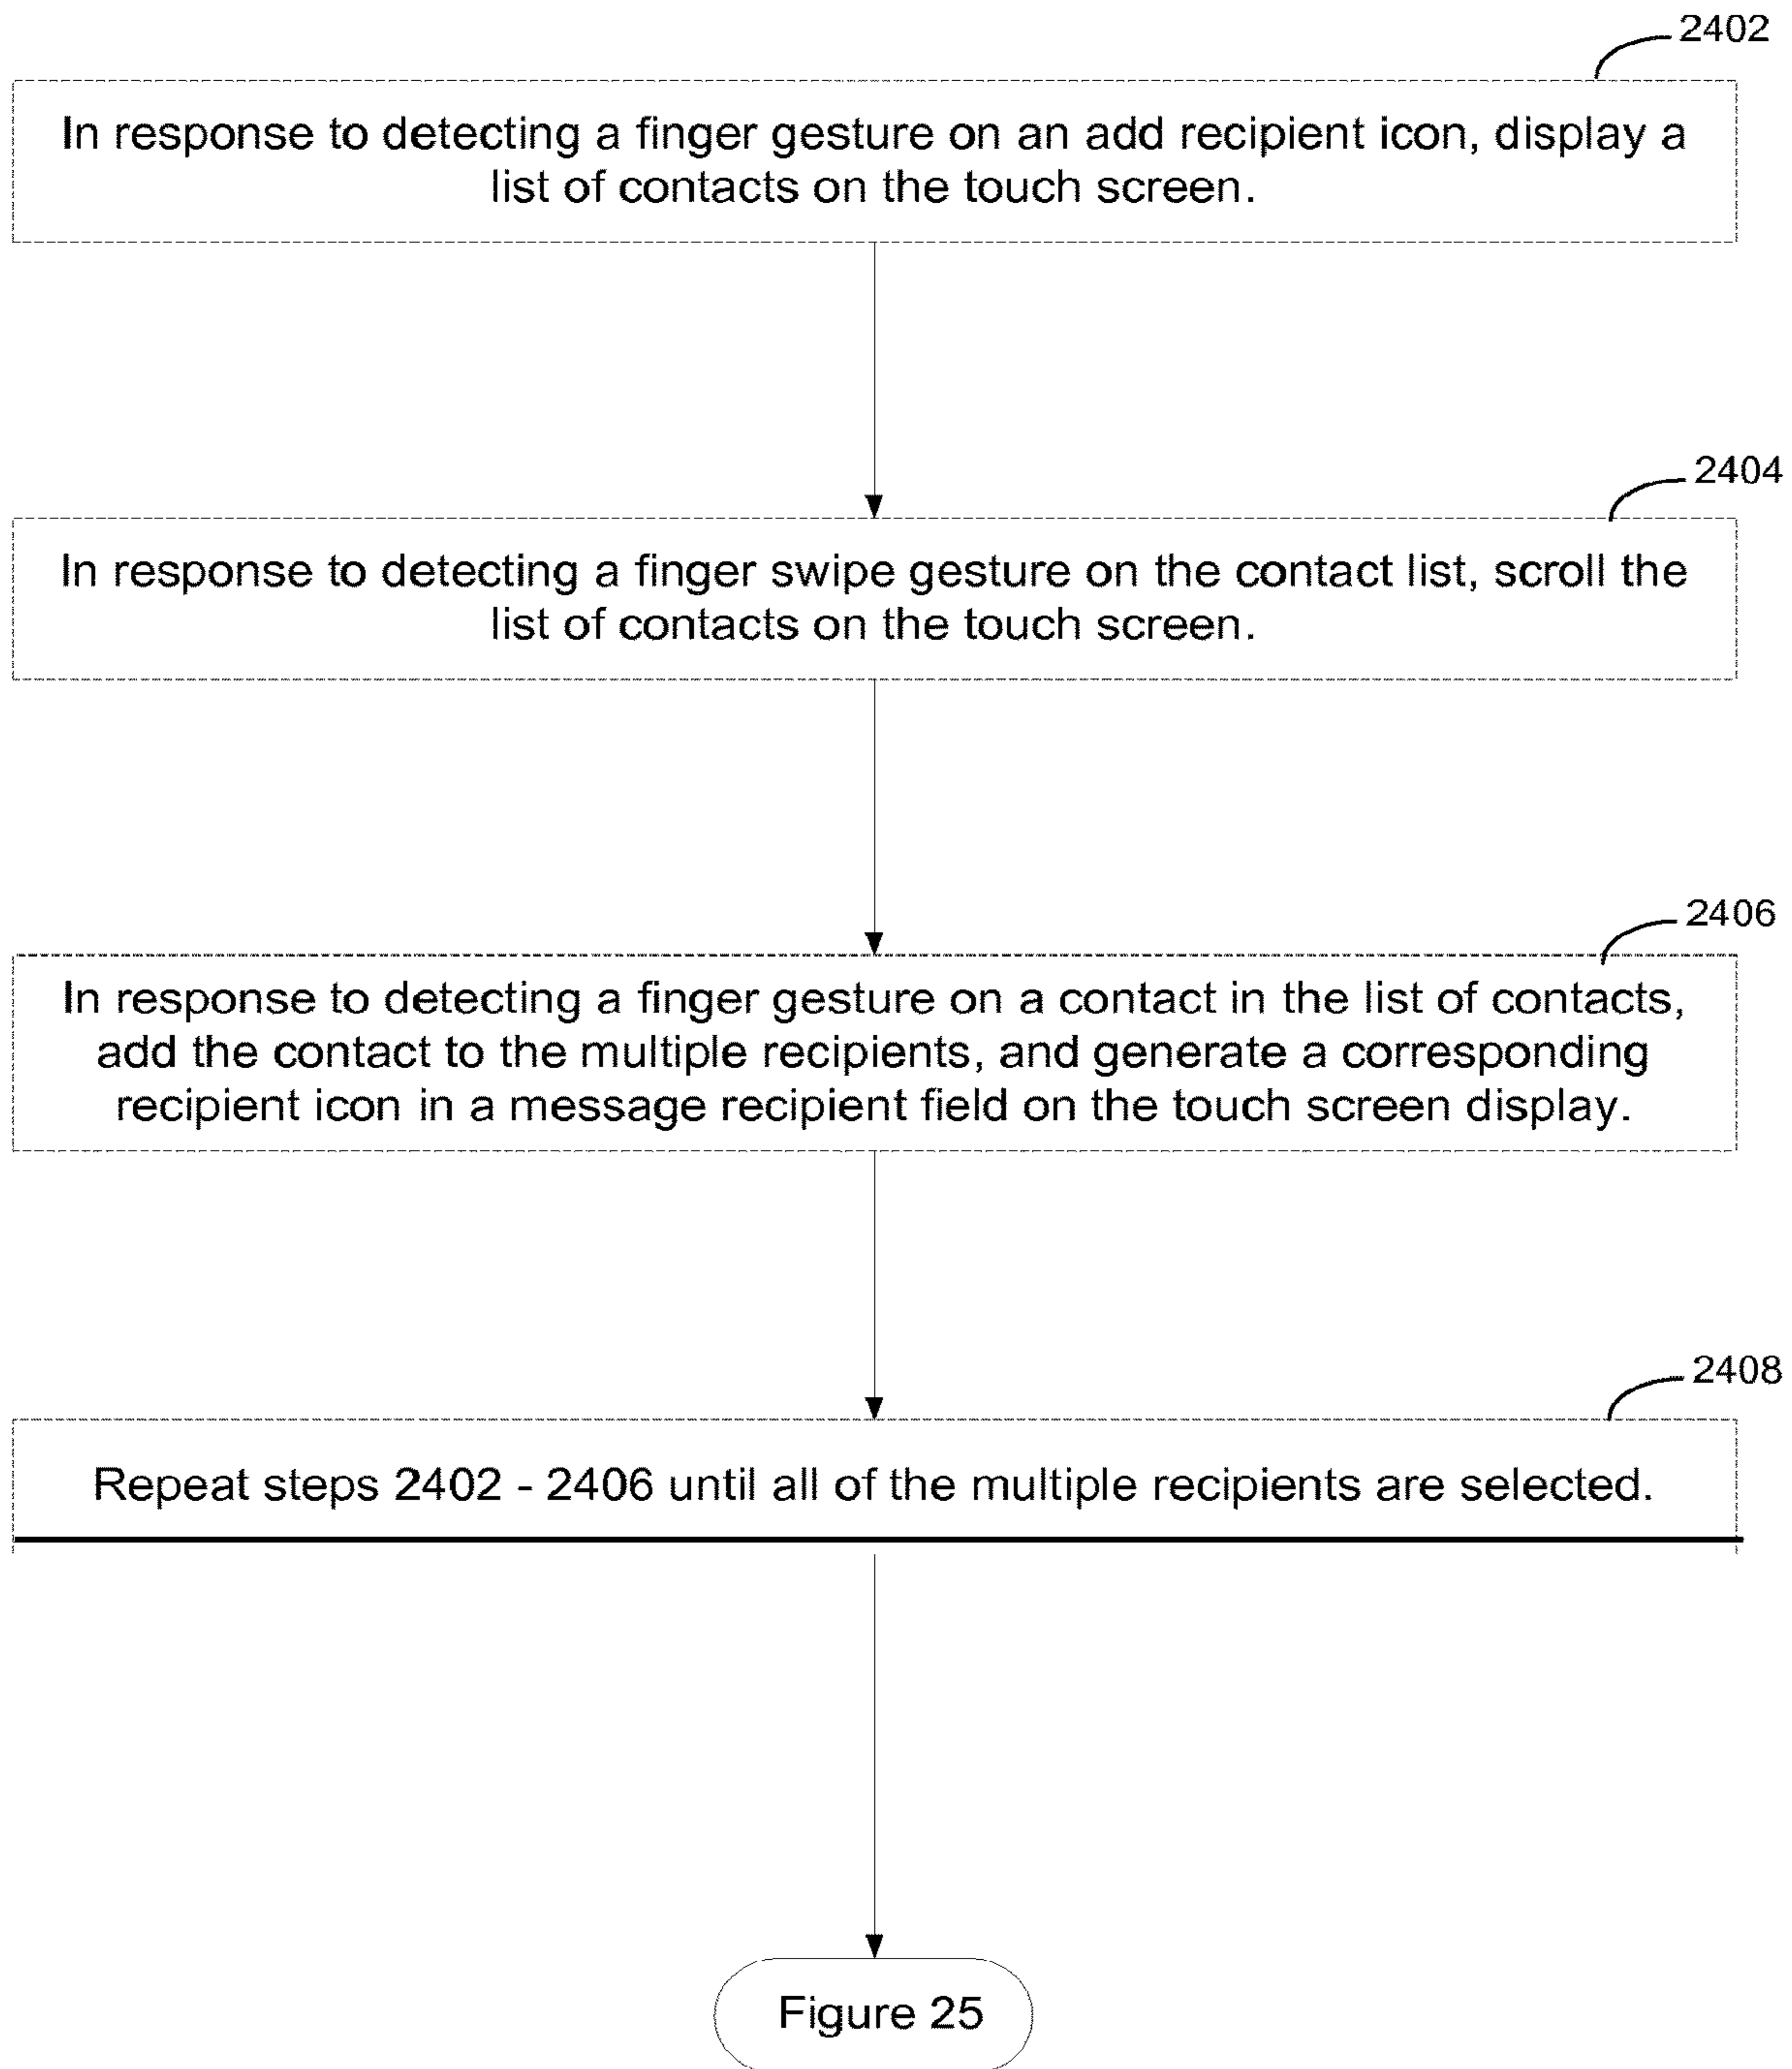 2402
In response to detecting a finger gesture on an add recipient icon, display a
list of contacts on the touch screen.
2404
In response to detecting a finger swipe gesture on the contact list, scroll the
list of contacts on the touch screen.
2406
In response to detecting a finger gesture on a contact in the list of contacts,
add the contact to the multiple recipients, and generate a corresponding
recipient icon in a message recipient field on the touch screen display.
2408
Repeat steps 2402 - 2406 until all of the multiple recipients are selected.
Figure 25